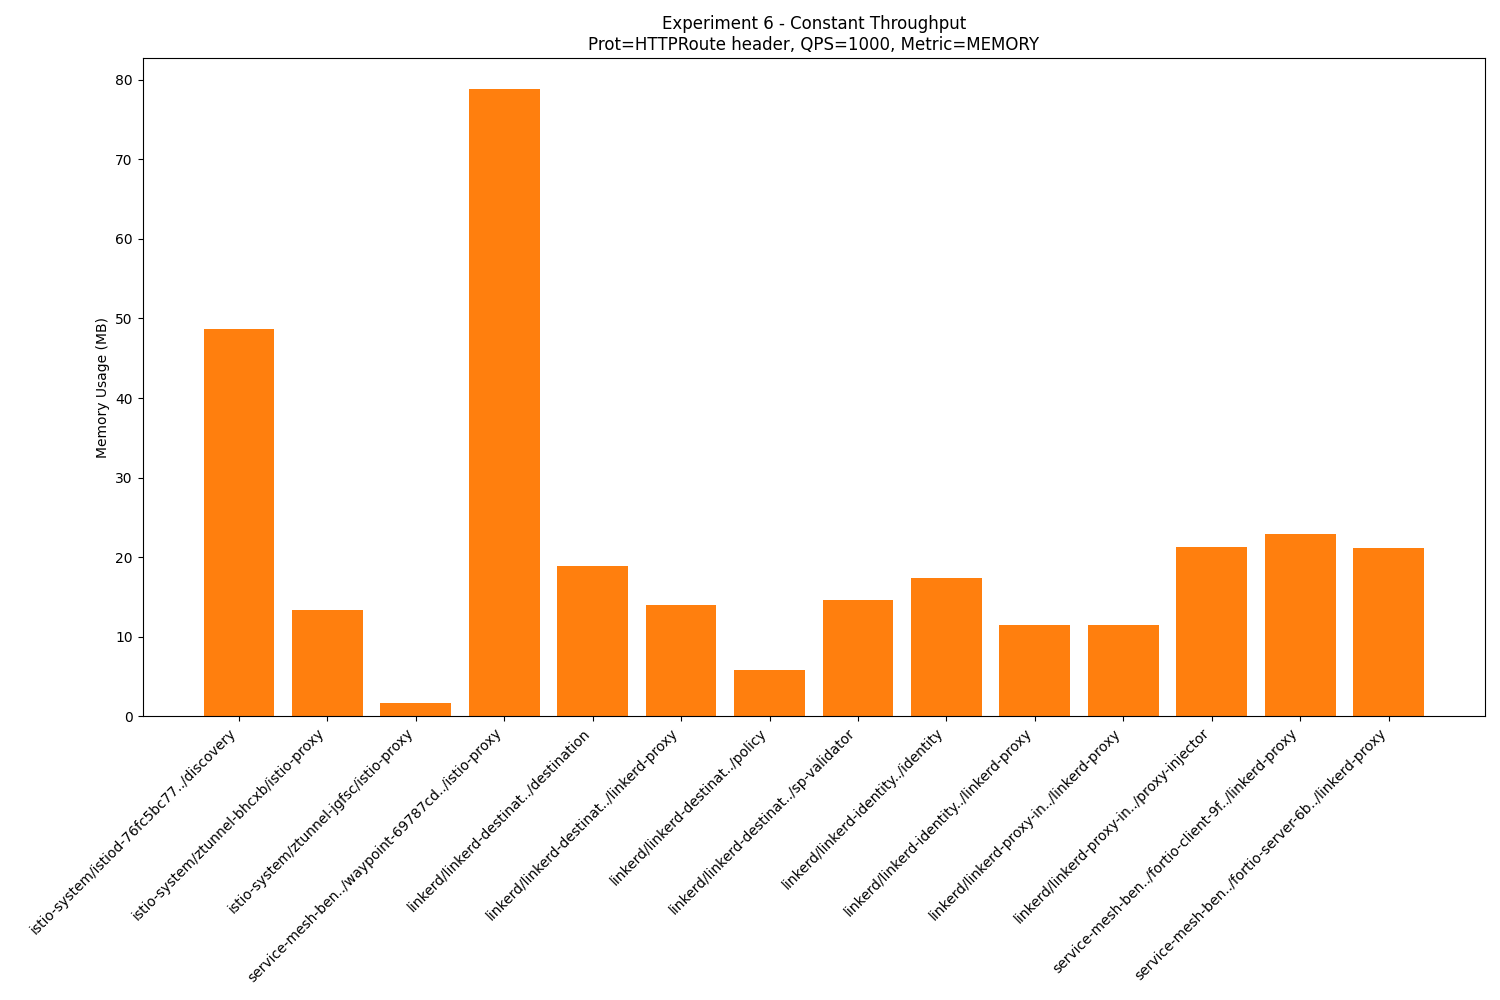 Experiment 6 - Constant Throughput
Prot=HTTPRoute header, QPS=1000, Metric=MEMORY
Memory Usage (MB)
80
70
60
50
40
30
20
10
0
istio-system/istiod-76fc5bc77../discovery
istio-system/ztunnel-bhcxb/istio-proxy
istio-system/ztunnel-jgfsc/istio-proxy
service-mesh-ben../waypoint-69787cd../istio-proxy
linkerd/linkerd-destinat../destination
linkerd/linkerd-destinat../linkerd-proxy
linkerd/linkerd-destinat../policy
linkerd/linkerd-destinat../sp-validator
linkerd/linkerd-identity../identity
linkerd/linkerd-identity../linkerd-proxy
linkerd/linkerd-proxy-in../linkerd-proxy
linkerd/linkerd-proxy-in../proxy-injector
service-mesh-ben../fortio-client-9f../linkerd-proxy
service-mesh-ben../fortio-server-6b../linkerd-proxy